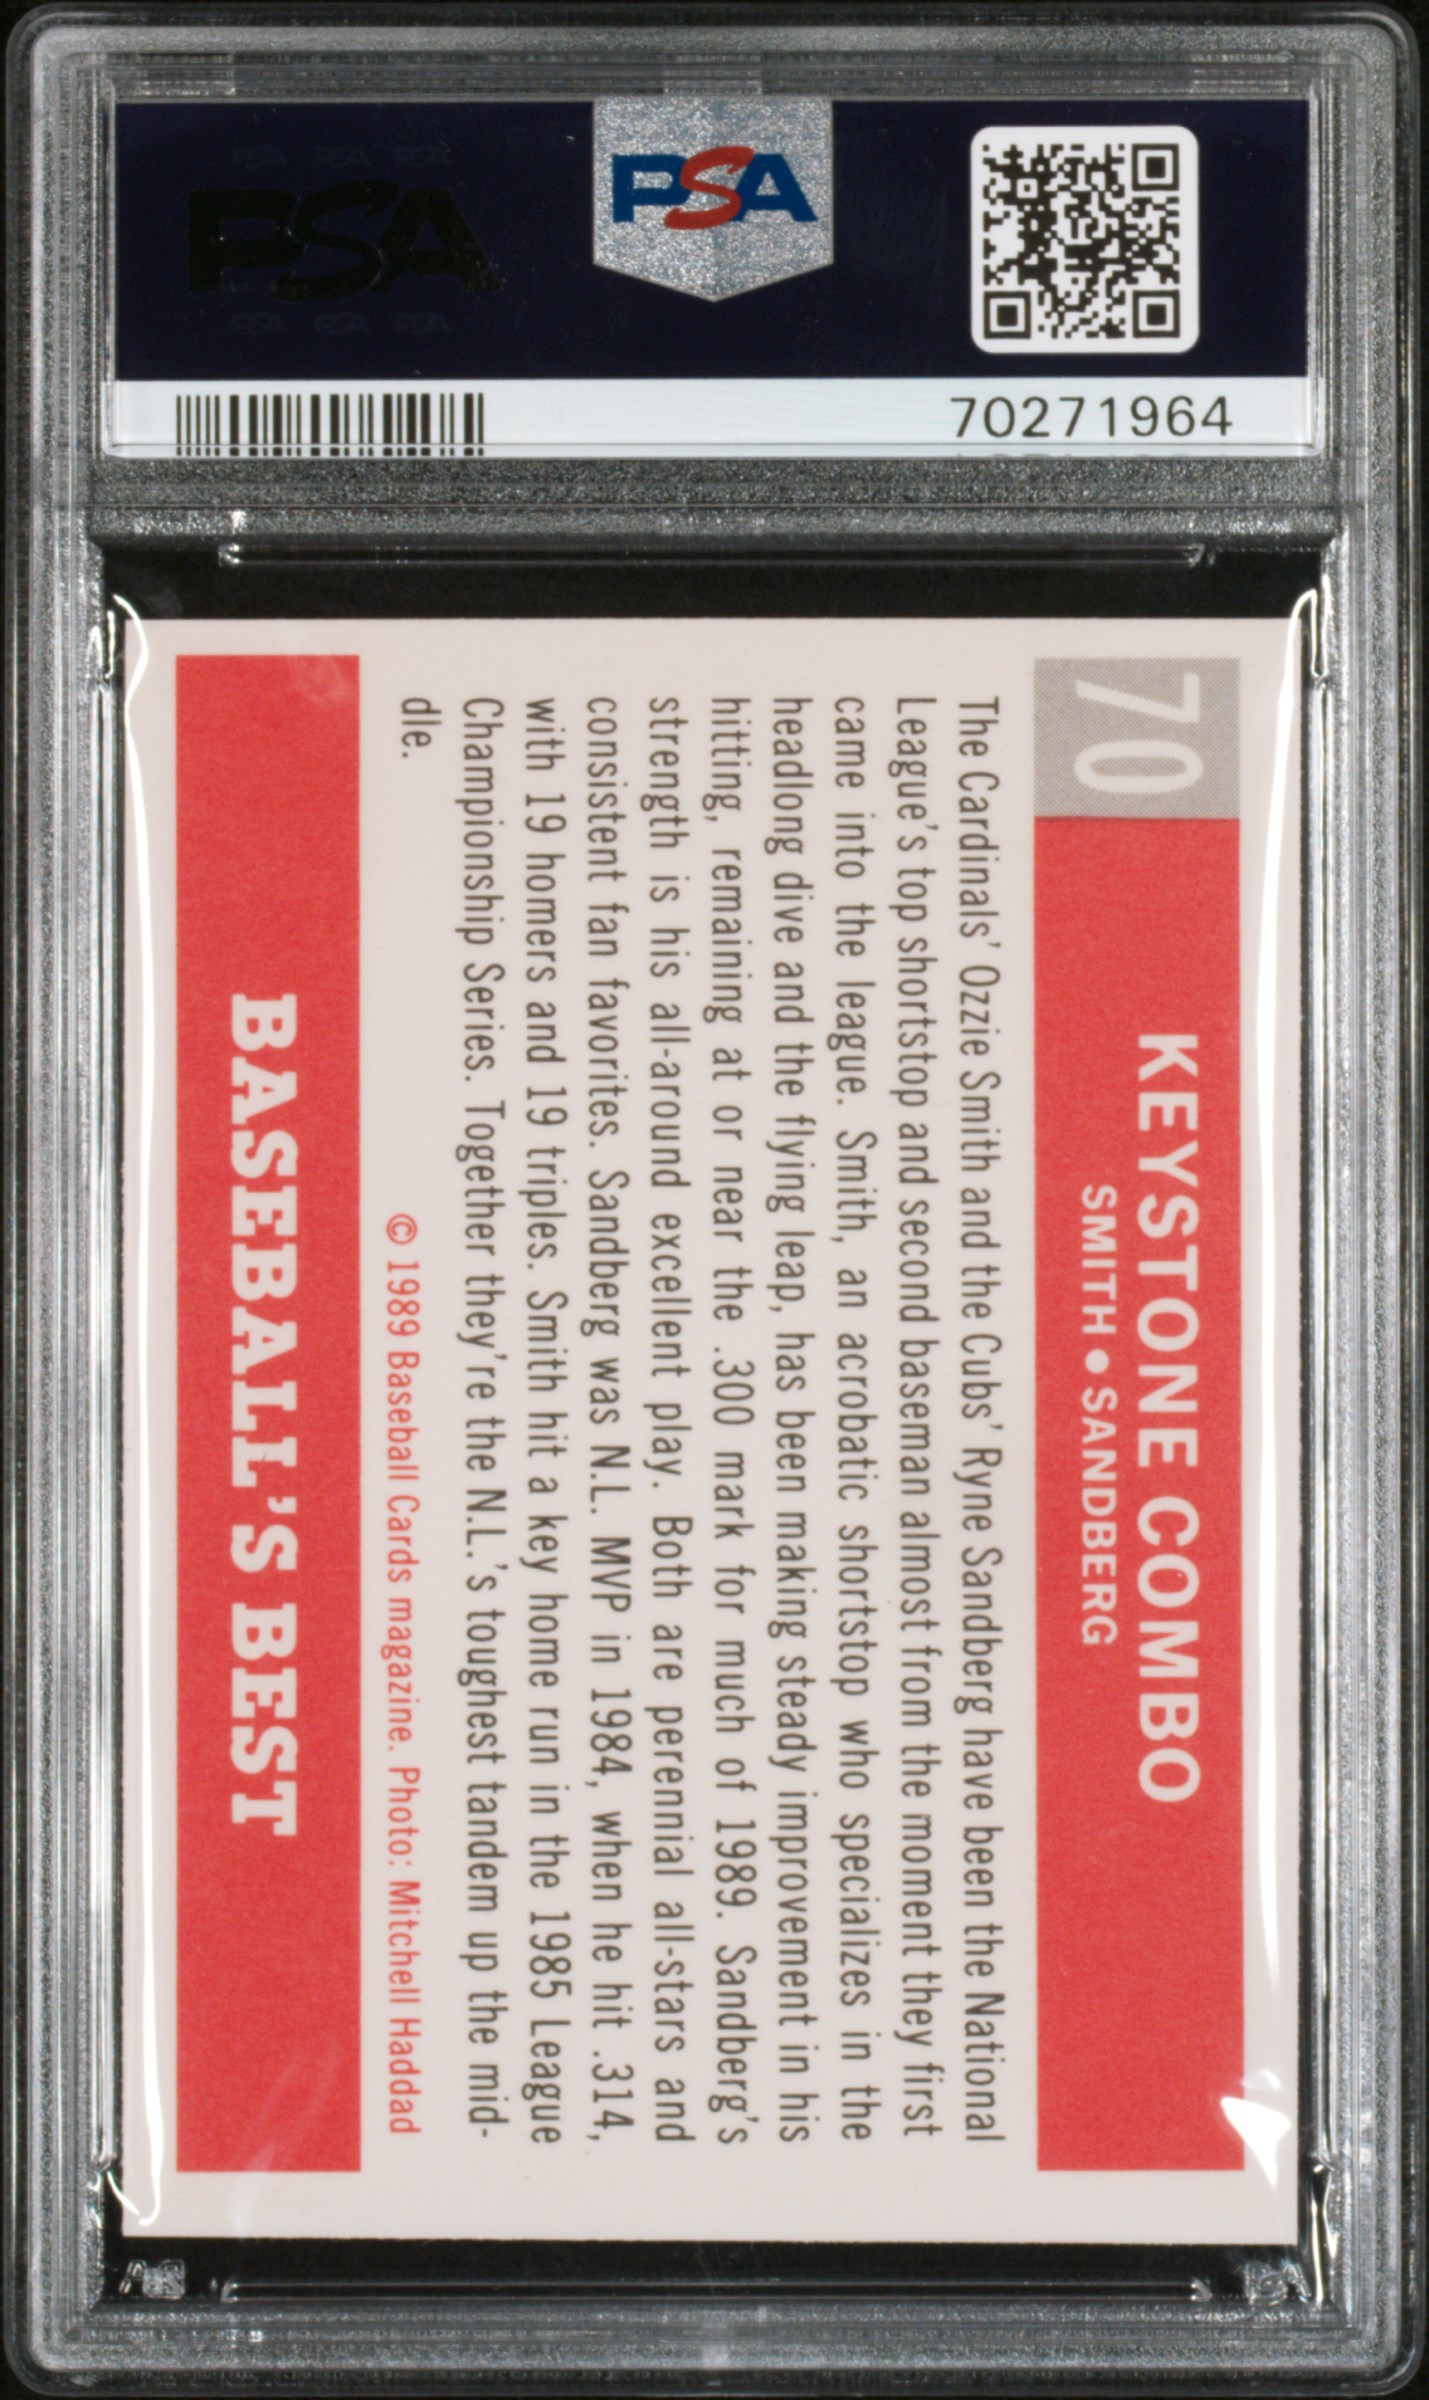 PSA PSA PSA
PSA
PSA PSA PSA
PSA
70271964
70
KEYSTONE COMBO
SMITH • SANDBERG
The Cardinals' Ozzie Smith and the Cubs' Ryne Sandberg have been the National
League's top shortstop and second baseman almost from the moment they first
came into the league. Smith, an acrobatic shortstop who specializes in the
headlong dive and the flying leap, has been making steady improvement in his
hitting, remaining at or near the .300 mark for much of 1989. Sandberg's
strength is his all-around excellent play. Both are perennial all-stars and
consistent fan favorites. Sandberg was N.L. MVP in 1984, when he hit .314,
with 19 homers and 19 triples. Smith hit a key home run in the 1985 League
Championship Series. Together they're the N.L.'s toughest tandem up the mid-
dle.
© 1989 Baseball Cards magazine. Photo: Mitchell Haddad
BASEBALL'S BEST